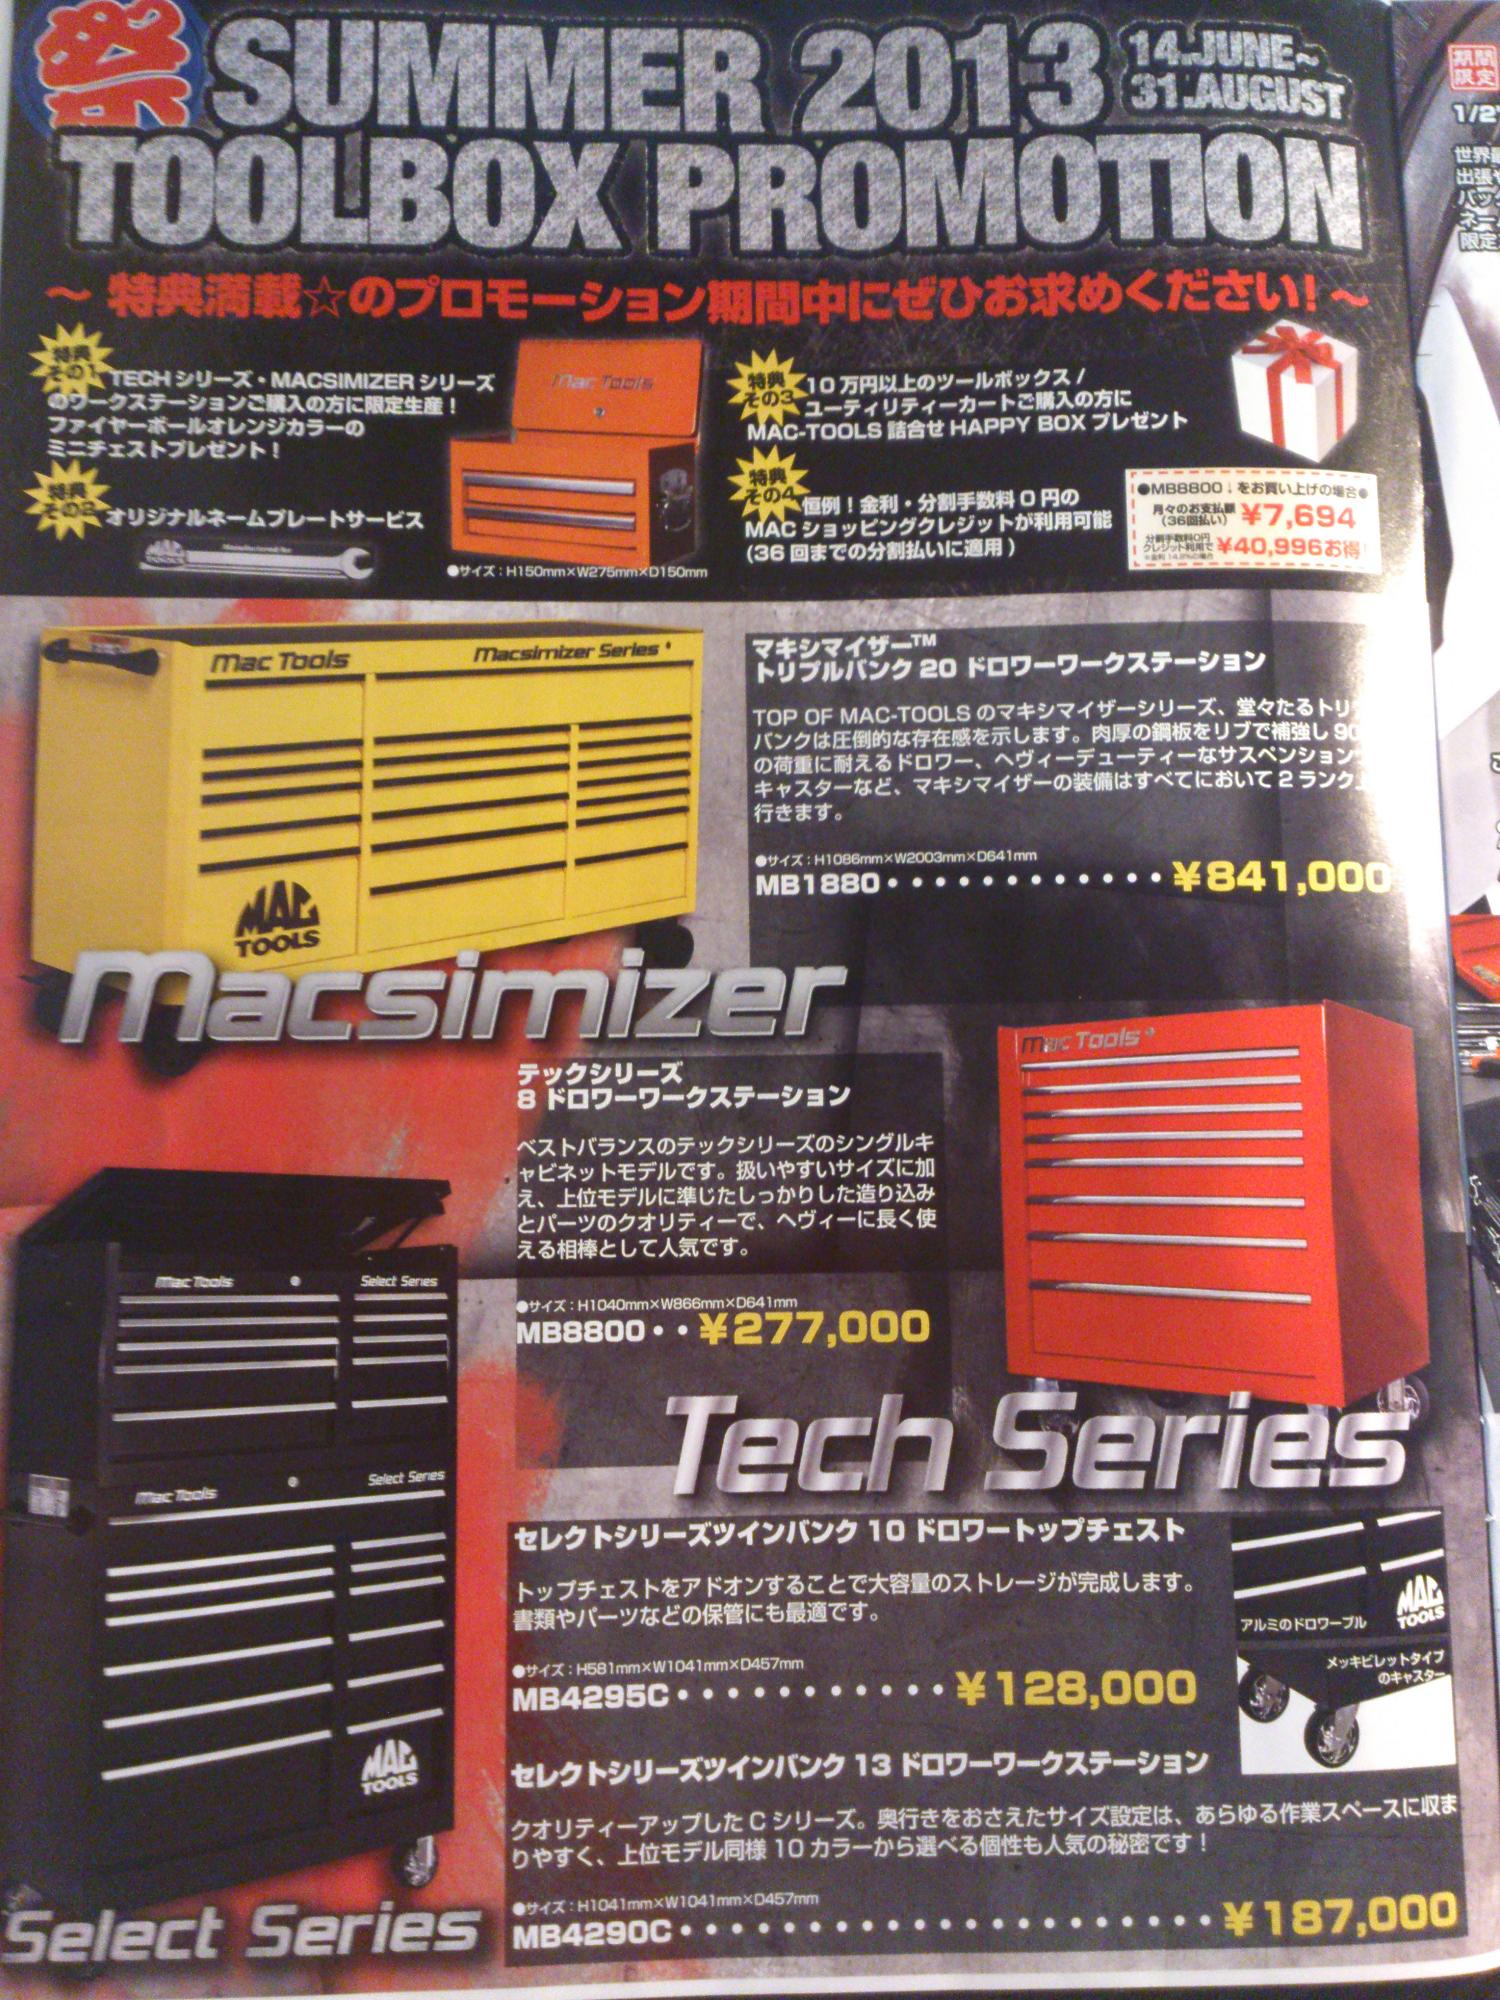 祭 SUMMER 2013 14.JUNE~
31.AUGUST
TOOLBOX PROMOTION
～ 特典満載☆のプロモーション期間中にぜひお求めください！～
特典
その1
TECH シリーズ・MACSIMIZER シリーズ
のワークステーションご購入の方に限定生産！
ファイヤーボールオレンジカラーの
ミニチェストプレゼント！
特典
その2
オリジナルネームプレートサービス
Mac Tools
●サイズ：H150mm×W275mm×D150mm
特典
その3
10 万円以上のツールボックス /
ユーティリティーカートご購入の方に
MAC-TOOLS 詰合せ HAPPY BOX プレゼント
特典
その4
恒例！金利・分割手数料 0 円の
MAC ショッピングクレジットが利用可能
(36 回までの分割払いに適用 )
●MB8800↓をお買い上げの場合●
月々のお支払額
(36回払い) ¥7,694
分割手数料0円
クレジット利用で ¥40,996お得!
Mac Tools Macsimizer Series
MAC
TOOLS
Macsimizer
マキシマイザー™
トリプルバンク 20 ドロワーワークステーション
TOP OF MAC-TOOLS のマキシマイザーシリーズ、堂々たるトリ
バンクは圧倒的な存在感を示します。肉厚の鋼板をリブで補強し 90
の荷重に耐えるドロワー、ヘヴィーデューティーなサスペンション
キャスターなど、マキシマイザーの装備はすべてにおいて 2 ランク
行きます。
●サイズ：H1086mm×W2003mm×D641mm
MB1880・・・・・・・・・・・・¥841,000
テックシリーズ
8 ドロワーワークステーション
ベストバランスのテックシリーズのシングルキ
ャビネットモデルです。扱いやすいサイズに加
え、上位モデルに準じたしっかりした造り込み
とパーツのクオリティーで、ヘヴィーに長く使
える相棒として人気です。
●サイズ：H1040mm×W866mm×D641mm
MB8800・・¥277,000
Mac Tools
Tech Series
Mac Tools Select Series
Mac Tools Select Series
MAC
TOOLS
Select Series
セレクトシリーズツインバンク 10 ドロワートップチェスト
トップチェストをアドオンすることで大容量のストレージが完成します。
書類やパーツなどの保管にも最適です。
●サイズ：H581mm×W1041mm×D457mm
MB4295C・・・・・・・・・・・¥128,000
MAC
TOOLS
アルミのドロワープル
メッキビレットタイプ
のキャスター
セレクトシリーズツインバンク 13 ドロワーワークステーション
クオリティーアップした C シリーズ。奥行きをおさえたサイズ設定は、あらゆる作業スペースに収ま
りやすく、上位モデル同様 10 カラーから選べる個性も人気の秘密です！
●サイズ：H1041mm×W1041mm×D457mm
MB4290C・・・・・・・・・・・・・・・・・・・・・¥187,000
期間
限定
世界
出張
バッ
ネー
限定